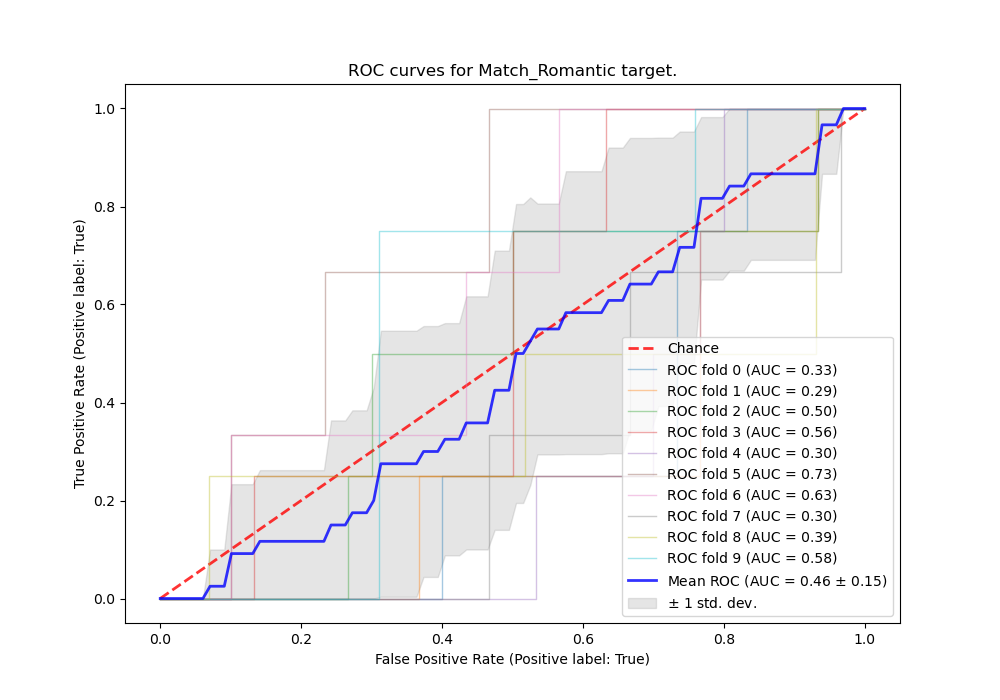 ROC curves for Match_Romantic target.
True Positive Rate (Positive label: True)
1.0
0.8
0.6
0.4
0.2
0.0
Chance
ROC fold 0 (AUC = 0.33)
ROC fold 1 (AUC = 0.29)
ROC fold 2 (AUC = 0.50)
ROC fold 3 (AUC = 0.56)
ROC fold 4 (AUC = 0.30)
ROC fold 5 (AUC = 0.73)
ROC fold 6 (AUC = 0.63)
ROC fold 7 (AUC = 0.30)
ROC fold 8 (AUC = 0.39)
ROC fold 9 (AUC = 0.58)
Mean ROC (AUC = 0.46 ± 0.15)
± 1 std. dev.
0.0 0.2 0.4 0.6 0.8 1.0
False Positive Rate (Positive label: True)